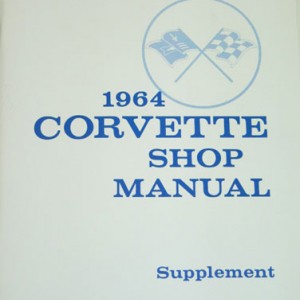 1964
CORVETTE
SHOP
MANUAL
Supplement